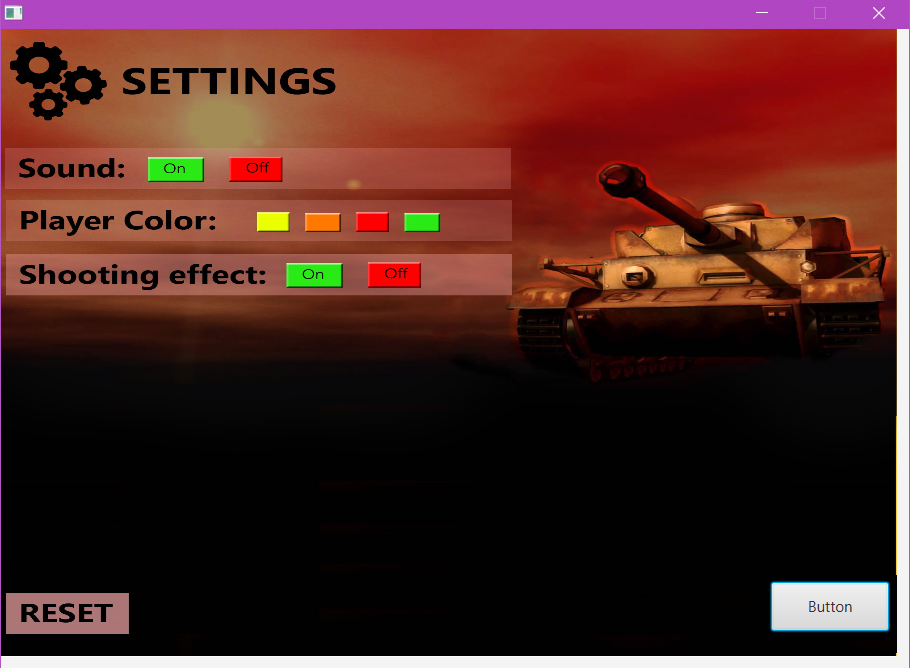 SETTINGS
Sound: On Off
Player Color:
Shooting effect: On Off
RESET
Button